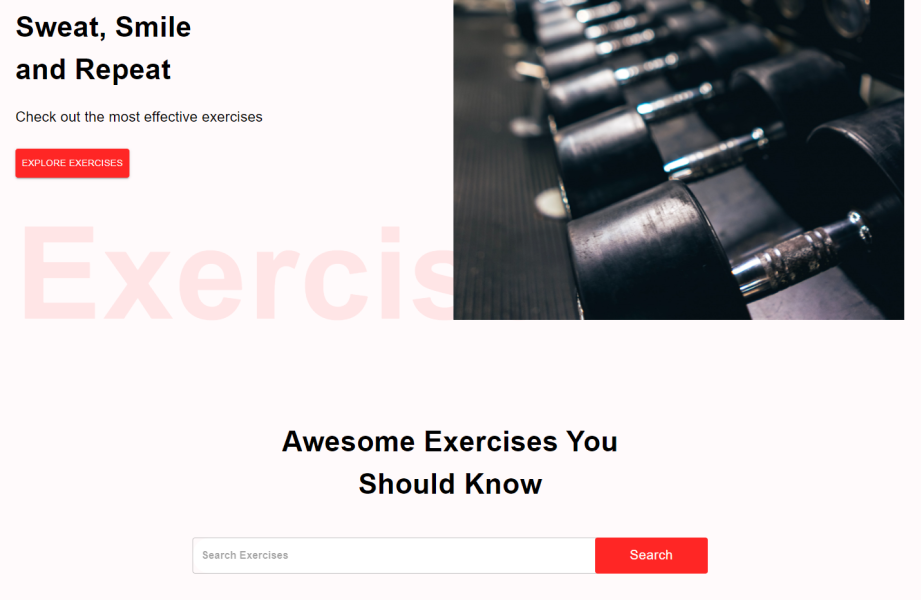 Sweat, Smile
and Repeat
Check out the most effective exercises
EXPLORE EXERCISES
Exercis
Awesome Exercises You
Should Know
Search Exercises
Search